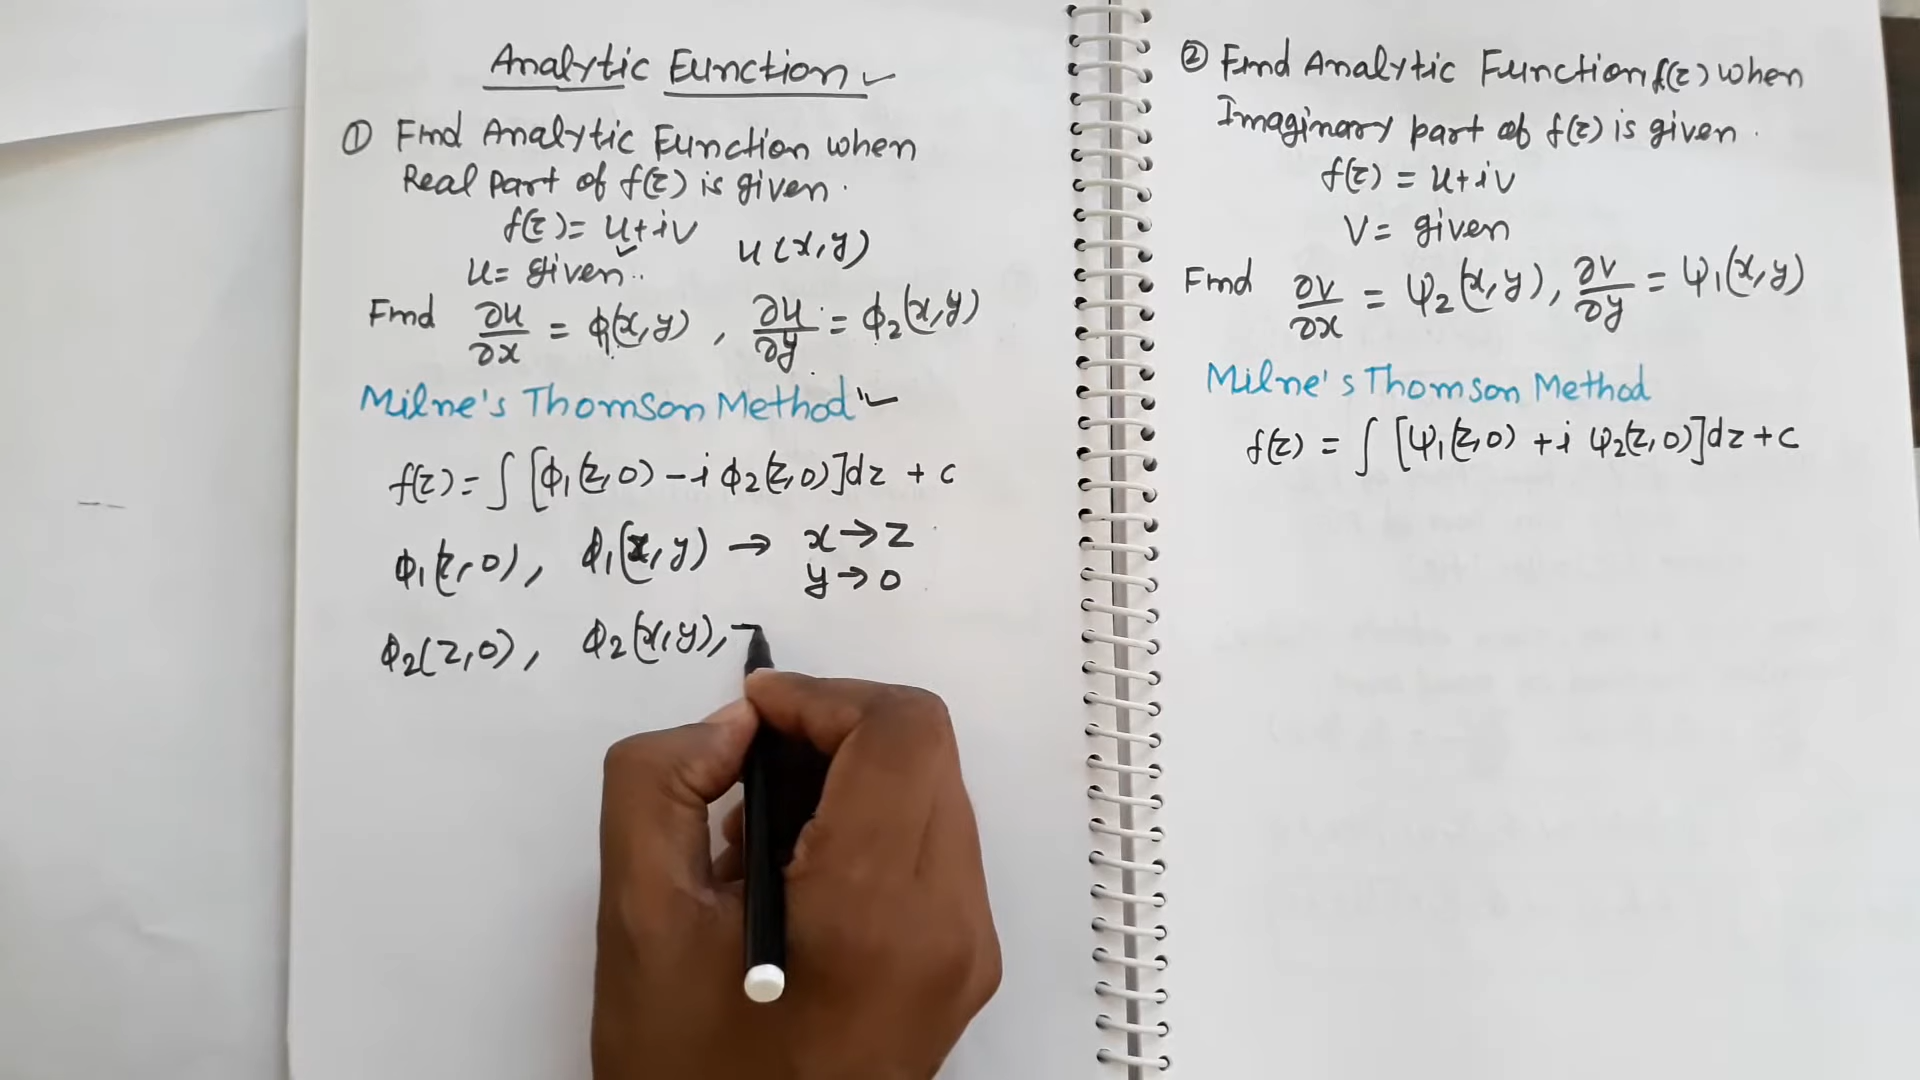 Analytic Function
① Find Analytic Function when
Real Part of f(z) is given.
f(z) = u+iv u(x,y)
u = given..
Find ∂u/∂x = ϕ₁(x,y), ∂u/∂y = ϕ₂(x,y)
Milne's Thomson Method
f(z) = ∫ [ϕ₁(z,0) - i ϕ₂(z,0)]dz + c
ϕ₁(z,0), ϕ₁(x,y) → x→z
y→0
ϕ₂(z,0), ϕ₂(x,y),
② Find Analytic Function f(z) when
Imaginary part of f(z) is given.
f(z) = u+iv
v = given
Find ∂v/∂x = ψ₂(x,y), ∂v/∂y = ψ₁(x,y)
Milne's Thomson Method
f(z) = ∫ [ψ₁(z,0) + i ψ₂(z,0)]dz + c